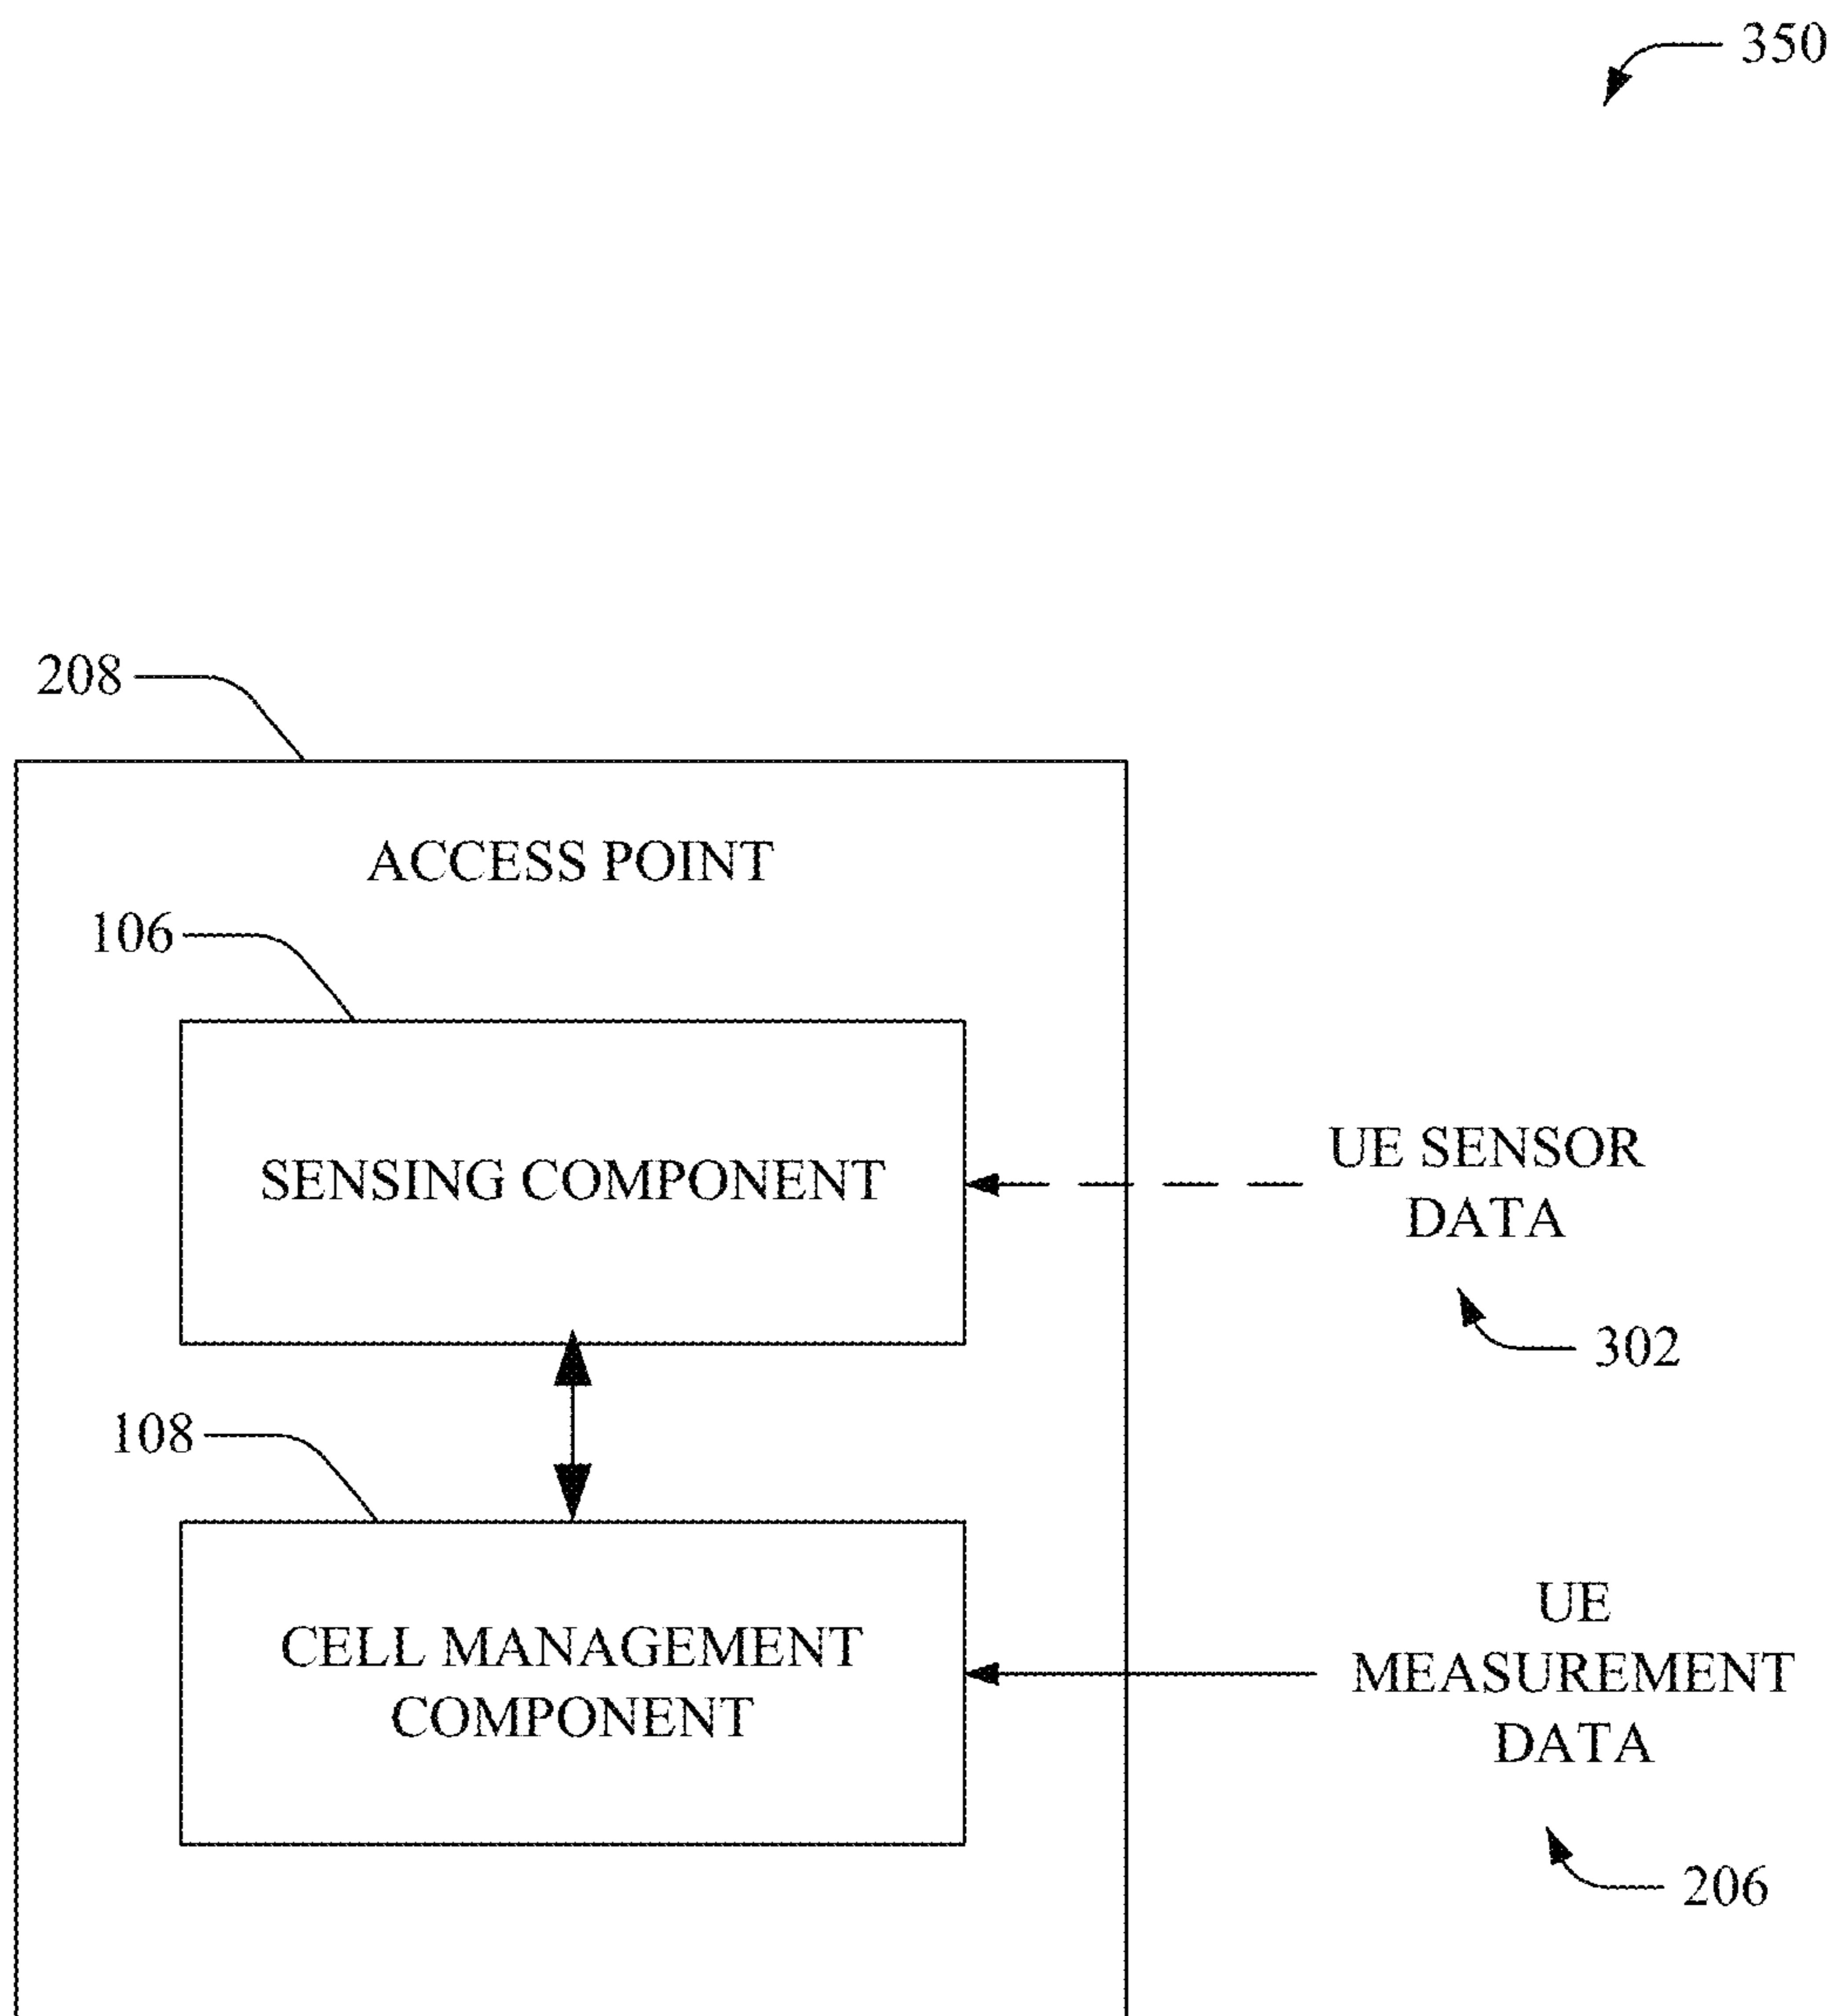 350
208
ACCESS POINT
106
SENSING COMPONENT
UE SENSOR
DATA
302
108
CELL MANAGEMENT
COMPONENT
UE
MEASUREMENT
DATA
206